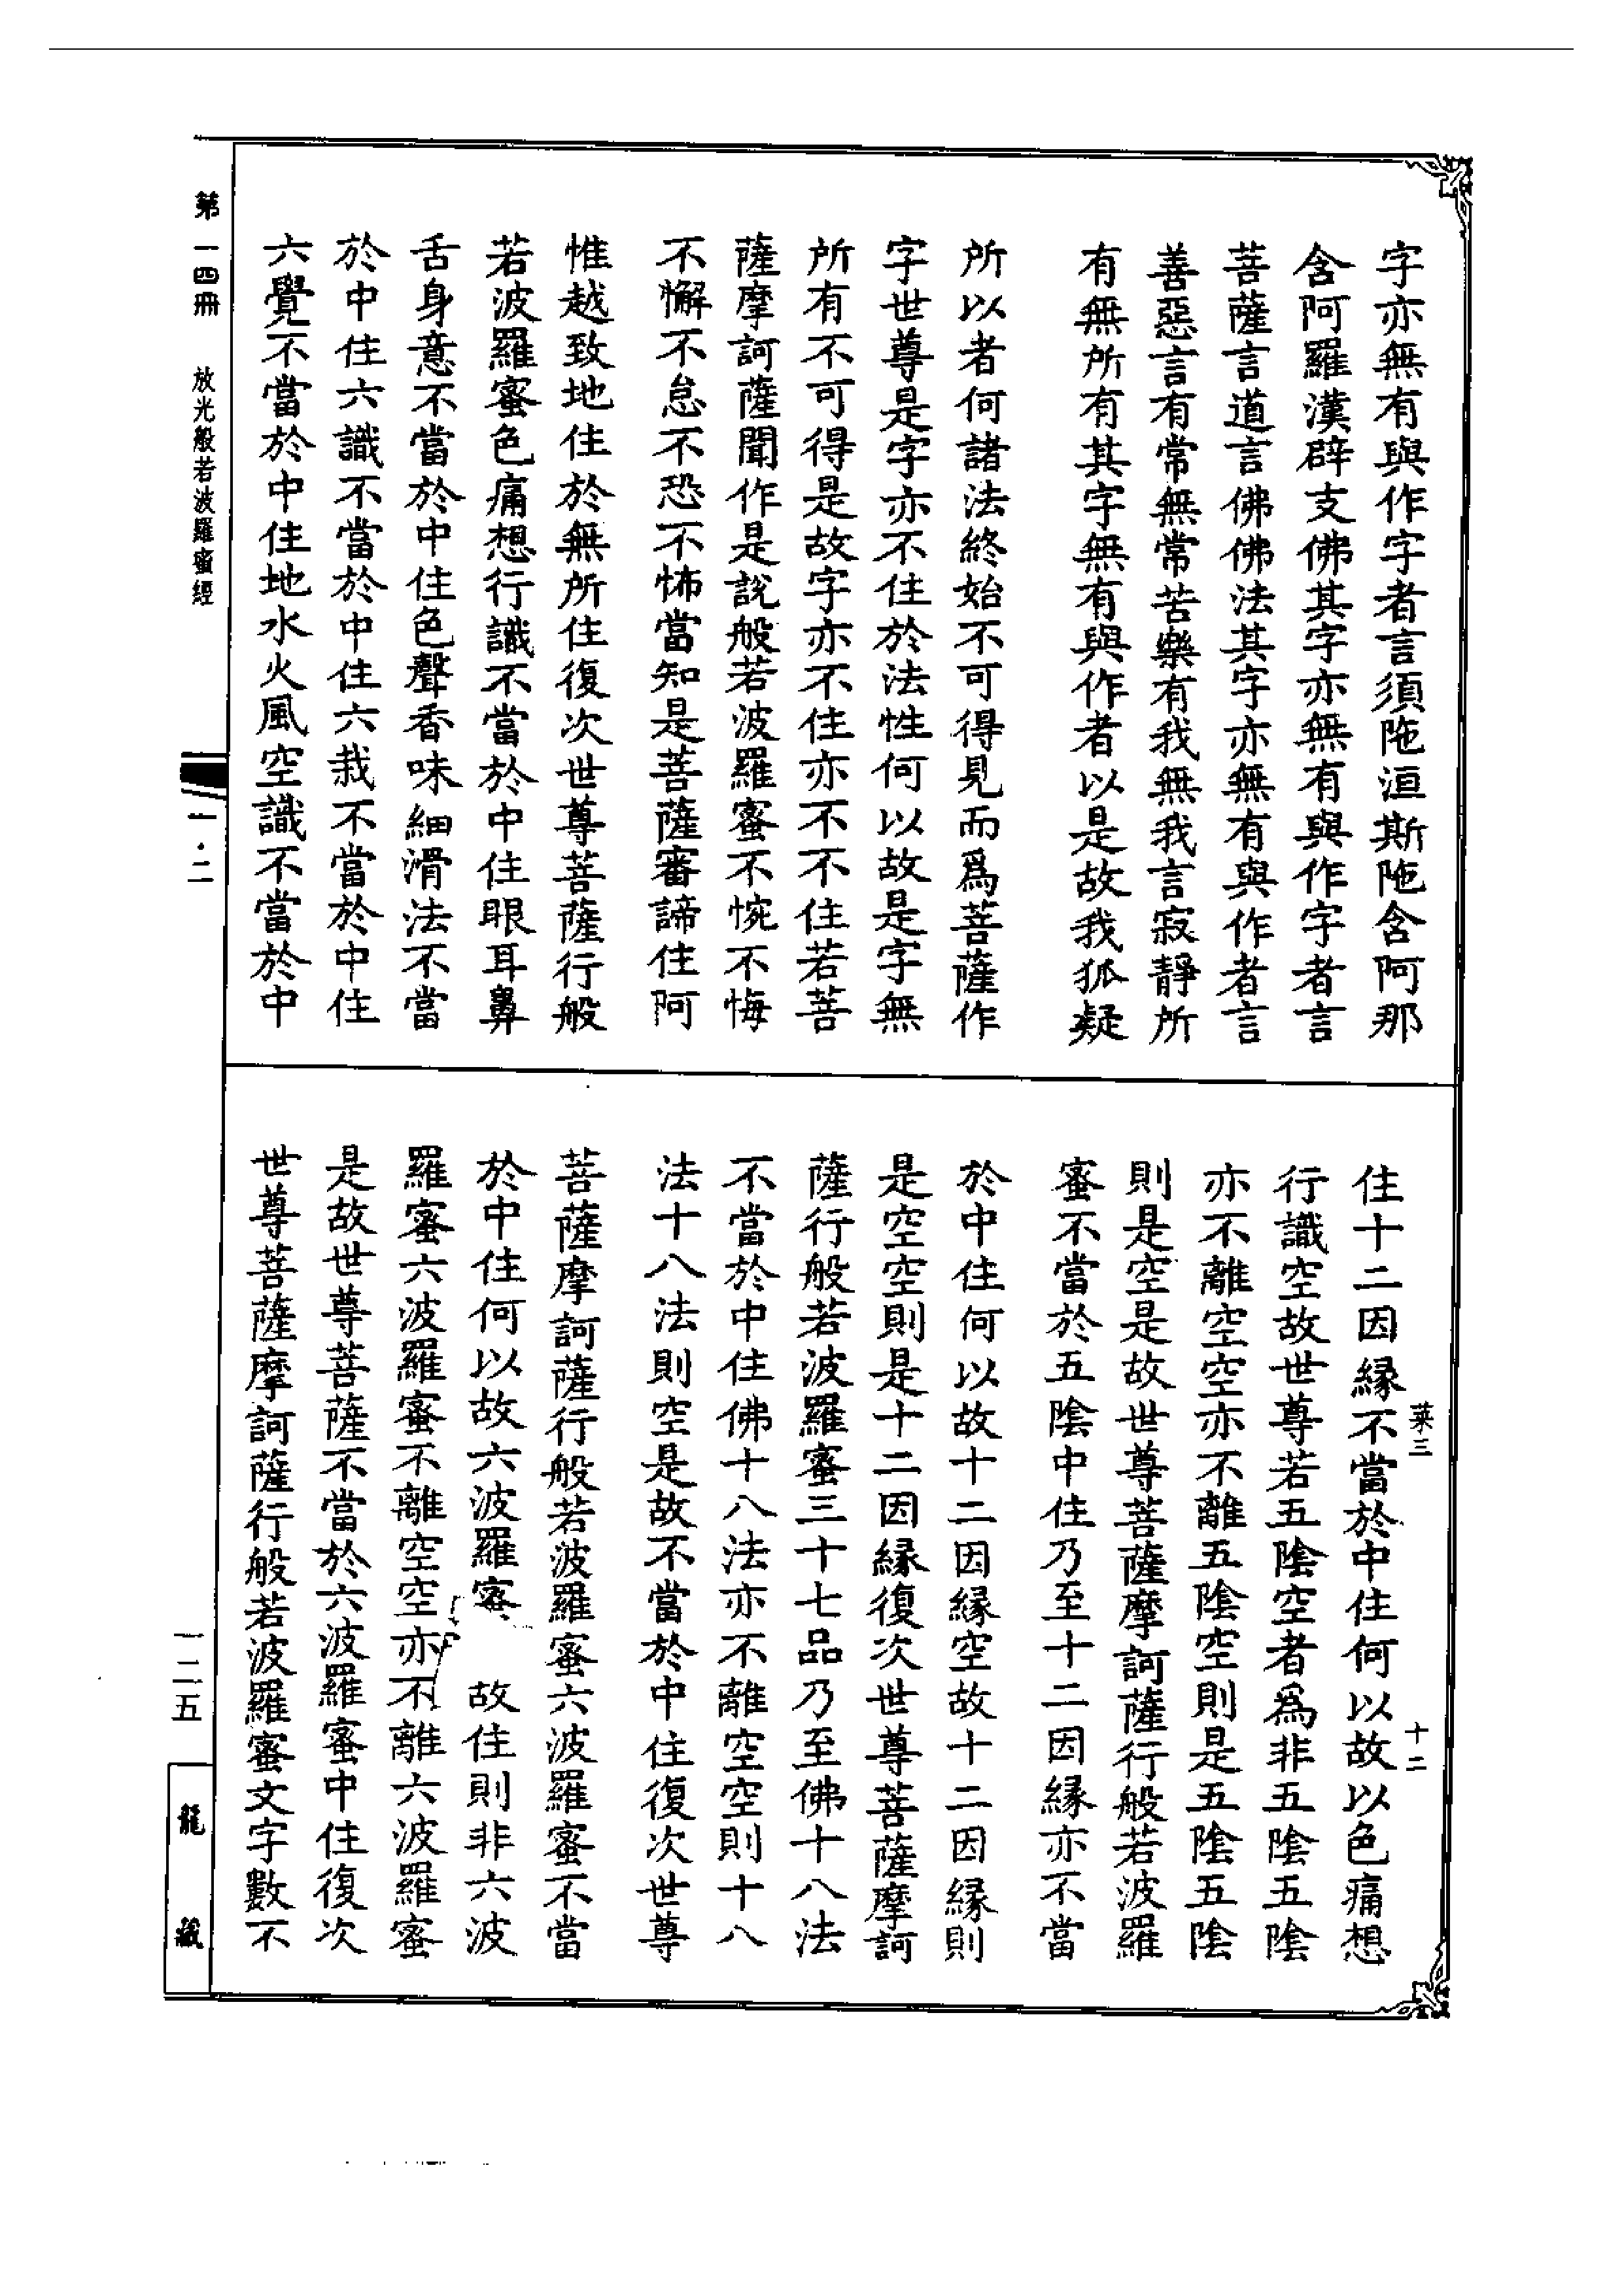 字亦無有與作字者言須陁洹斯陁含阿那
含阿羅漢辟支佛其字亦無有與作字者言
菩薩言道言佛佛法其字亦無有與作者言
善惡言有常無常苦樂有我無我言寂靜所
有無所有其字無有與作者以是故我狐疑
所以者何諸法終始不可得見而爲菩薩作
字世尊是字亦不住於法性何以故是字無
所有不可得是故字亦不住亦不不住若菩
薩摩訶薩聞作是說般若波羅蜜不惋不悔
不懈不怠不恐不怖當知是菩薩審諦住阿
惟越致地住於無所住復次世尊菩薩行般
若波羅蜜色痛想行識不當於中住眼耳鼻
舌身意不當於中住色聲香味細滑法不當
於中住六識不當於中住六栽不當於中住
六覺不當於中住地水火風空識不當於中
住十二因緣不當於中住何以故以色痛想
行識空故世尊若五陰空者爲非五陰五陰
亦不離空空亦不離五陰空則是五陰五陰
則是空是故世尊菩薩摩訶薩行般若波羅
蜜不當於五陰中住乃至十二因緣亦不當
於中住何以故十二因緣空故十二因緣則
是空空則是十二因緣復次世尊菩薩摩訶
薩行般若波羅蜜三十七品乃至佛十八法
不當於中住佛十八法亦不離空空則十八
法十八法則空是故不當於中住復次世尊
菩薩摩訶薩行般若波羅蜜六波羅蜜不當
於中住何以故六波羅蜜故住則非六波
羅蜜六波羅蜜不離空空亦不離六波羅蜜
是故世尊菩薩不當於六波羅蜜中住復次
世尊菩薩摩訶薩行般若波羅蜜文字數不
菜三
十二
第一四冊
放光般若波羅蜜經
一·二
一二五
龍藏